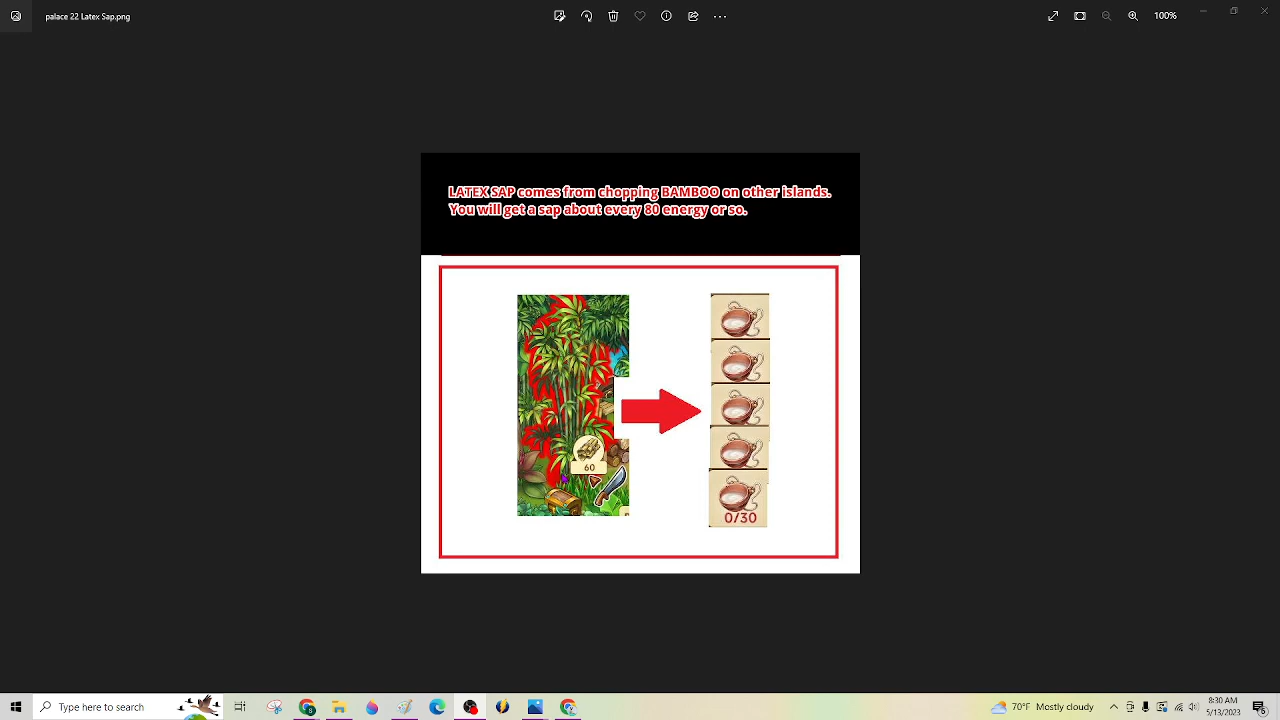 palace 22 Latex Sap.png
100%
LATEX SAP comes from chopping BAMBOO on other islands.
You will get a sap about every 80 energy or so.
60
0/30
Type here to search
70°F Mostly cloudy
8:30 AM
5/13/2023